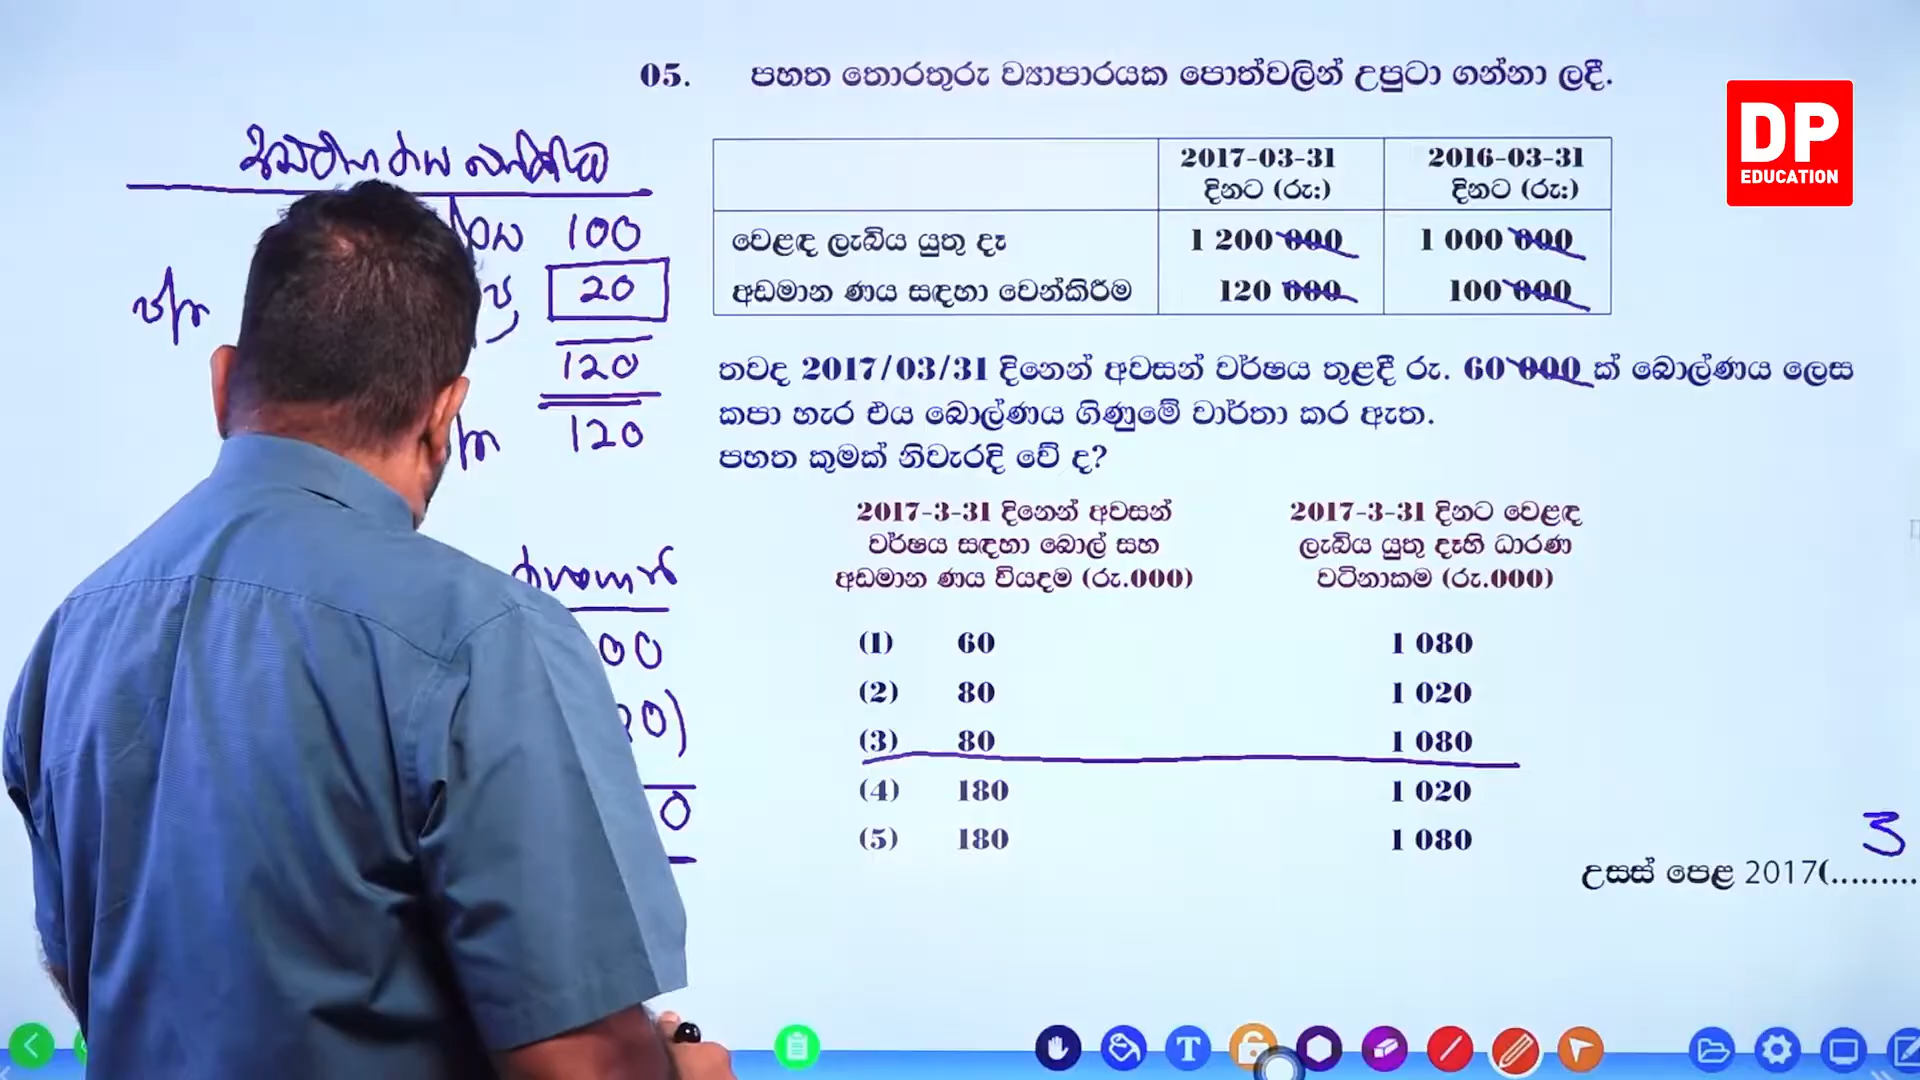 05. පහත තොරතුරු ව්‍යාපාරයක පොත්වලින් උපුටා ගන්නා ලදී.
DP
EDUCATION
2017-03-31 දිනට (රු:) 2016-03-31 දිනට (රු:)
වෙළඳ ලැබිය යුතු දෑ 1 200 000 1 000 000
අඩමාන ණය සඳහා වෙන්කිරීම 120 000 100 000
තවද 2017/03/31 දිනෙන් අවසන් වර්ෂය තුළදී රු. 60 000 ක් බොල්ණය ලෙස
කපා හැර එය බොල්ණය ගිණුමේ වාර්තා කර ඇත.
පහත කුමක් නිවැරදි වේ ද?
2017-3-31 දිනෙන් අවසන්
වර්ෂය සඳහා බොල් සහ
අඩමාන ණය වියදම (රු.000)
2017-3-31 දිනට වෙළඳ
ලැබිය යුතු දෑහි ධාරණ
වටිනාකම (රු.000)
(1) 60 1 080
(2) 80 1 020
(3) 80 1 080
(4) 180 1 020
(5) 180 1 080
3
උසස් පෙළ 2017(.........
100
20
120
120